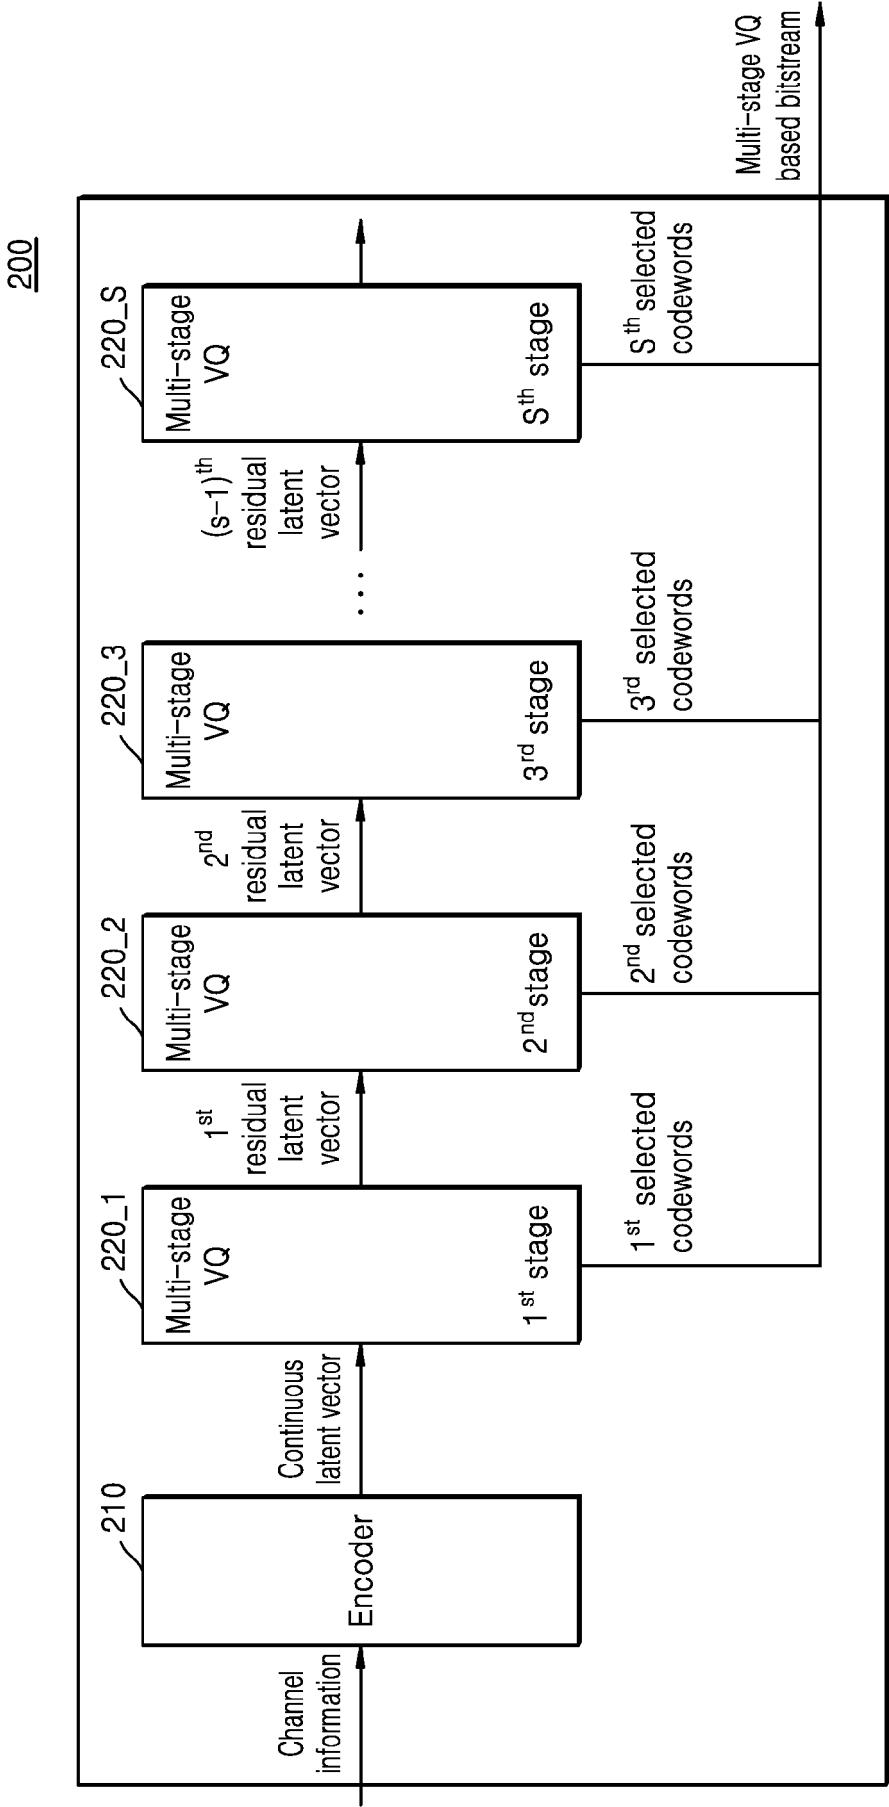 200
210
220_1
220_2
220_3
220_S
Channel
information
Encoder
Continuous
latent vector
Multi-stage
VQ
1st stage
1st
residual
latent
vector
Multi-stage
VQ
2nd stage
2nd
residual
latent
vector
Multi-stage
VQ
3rd stage
...
(s-1)th
residual
latent
vector
Multi-stage
VQ
Sth stage
1st selected
codewords
2nd selected
codewords
3rd selected
codewords
Sth selected
codewords
Multi-stage VQ
based bitstream